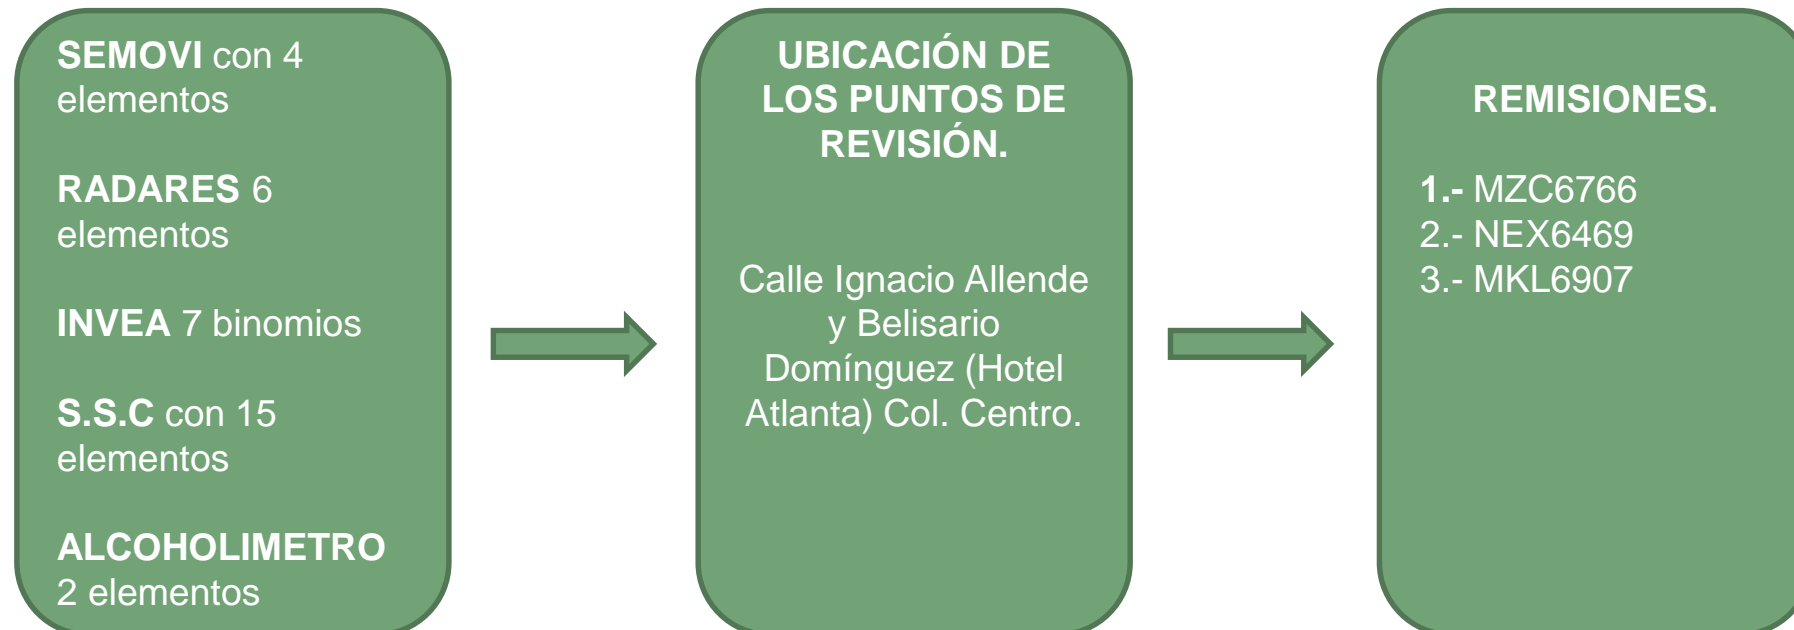 SEMOVI con 4
elementos
RADARES 6
elementos
INVEA 7 binomios
S.S.C con 15
elementos
ALCOHOLIMETRO
2 elementos
UBICACIÓN DE
LOS PUNTOS DE
REVISIÓN.
Calle Ignacio Allende
y Belisario
Domínguez (Hotel
Atlanta) Col. Centro.
REMISIONES.
1.- MZC6766
2.- NEX6469
3.- MKL6907